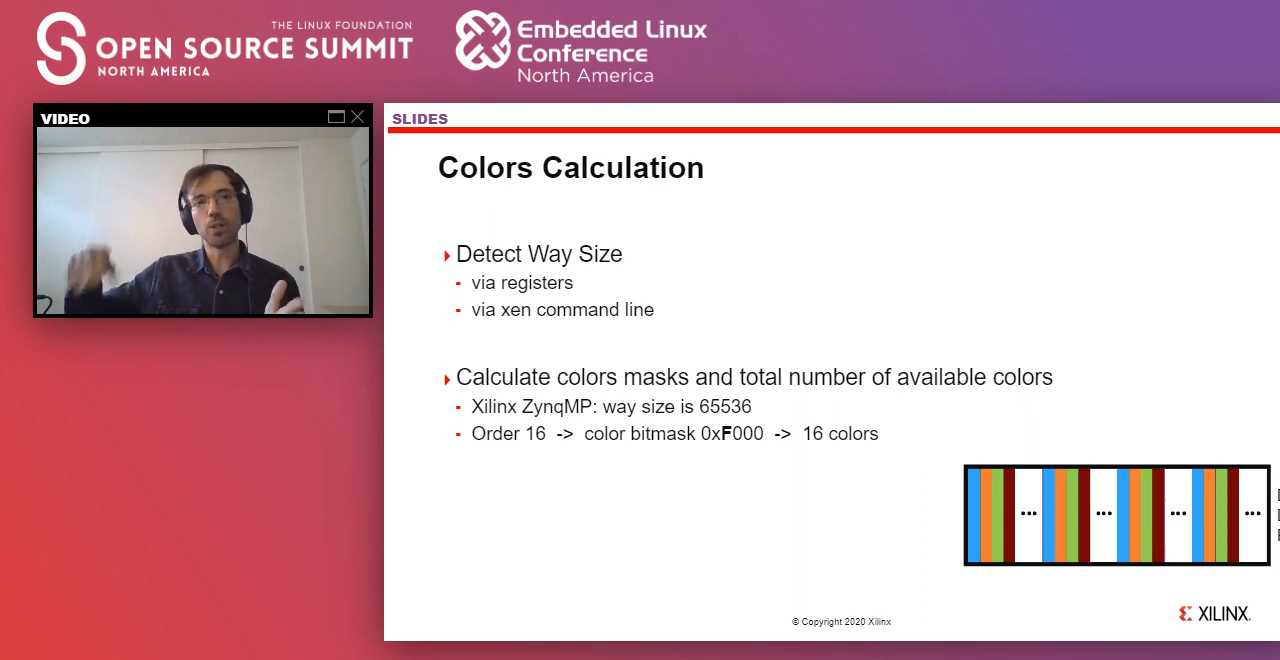 THE LINUX FOUNDATION
OPEN SOURCE SUMMIT
NORTH AMERICA
Embedded Linux
Conference
North America
VIDEO
SLIDES
Colors Calculation
Detect Way Size
- via registers
- via xen command line
Calculate colors masks and total number of available colors
- Xilinx ZynqMP: way size is 65536
- Order 16 -> color bitmask 0xF000 -> 16 colors
... ... ... ...
© Copyright 2020 Xilinx
XILINX.